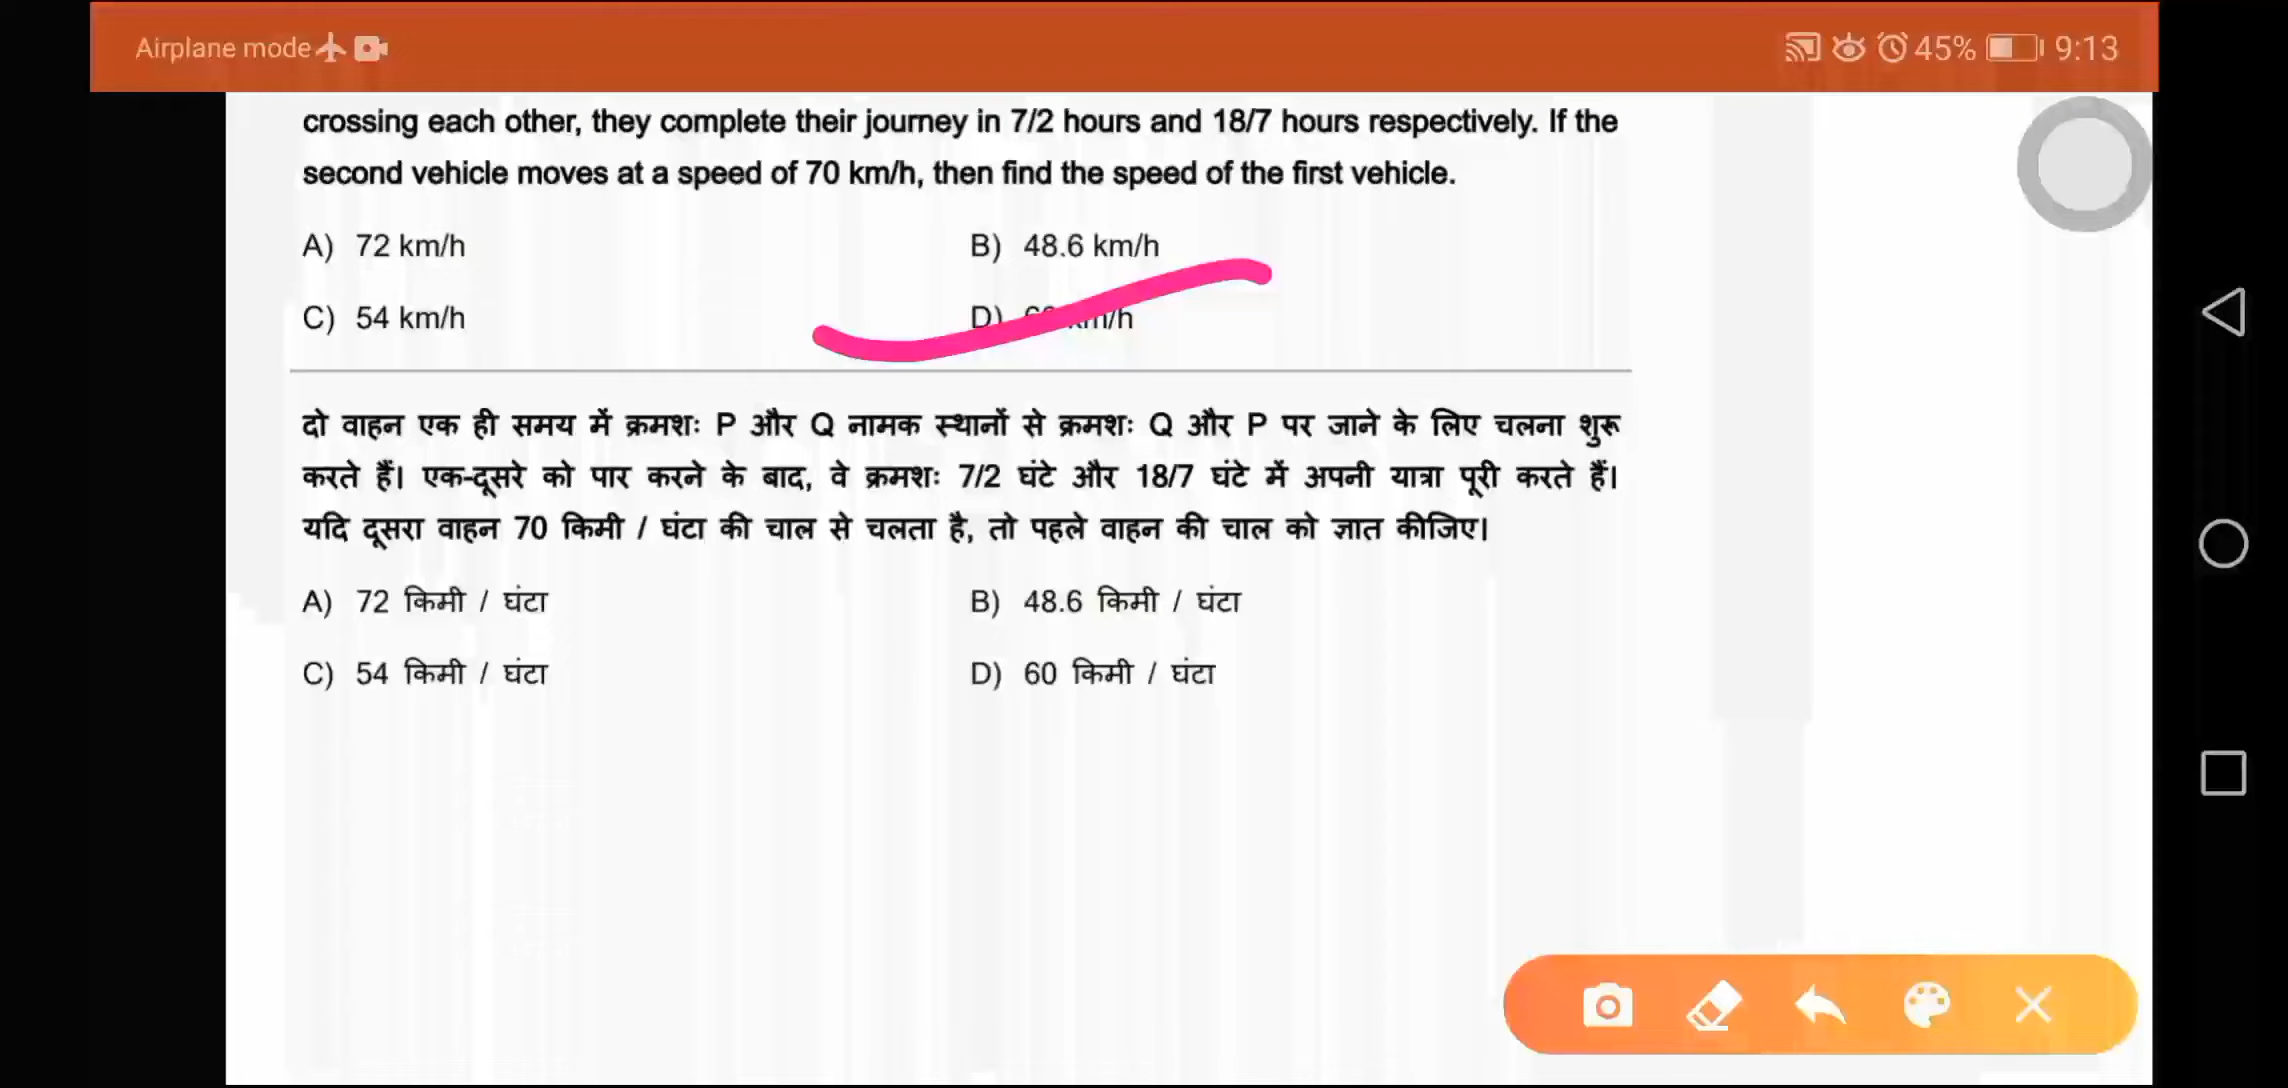 Airplane mode 45% 9:13
crossing each other, they complete their journey in 7/2 hours and 18/7 hours respectively. If the
second vehicle moves at a speed of 70 km/h, then find the speed of the first vehicle.
A) 72 km/h B) 48.6 km/h
C) 54 km/h D) km/h
दो वाहन एक ही समय में क्रमशः P और Q नामक स्थानों से क्रमशः Q और P पर जाने के लिए चलना शुरू
करते हैं। एक-दूसरे को पार करने के बाद, वे क्रमशः 7/2 घंटे और 18/7 घंटे में अपनी यात्रा पूरी करते हैं।
यदि दूसरा वाहन 70 किमी / घंटा की चाल से चलता है, तो पहले वाहन की चाल को ज्ञात कीजिए।
A) 72 किमी / घंटा B) 48.6 किमी / घंटा
C) 54 किमी / घंटा D) 60 किमी / घंटा